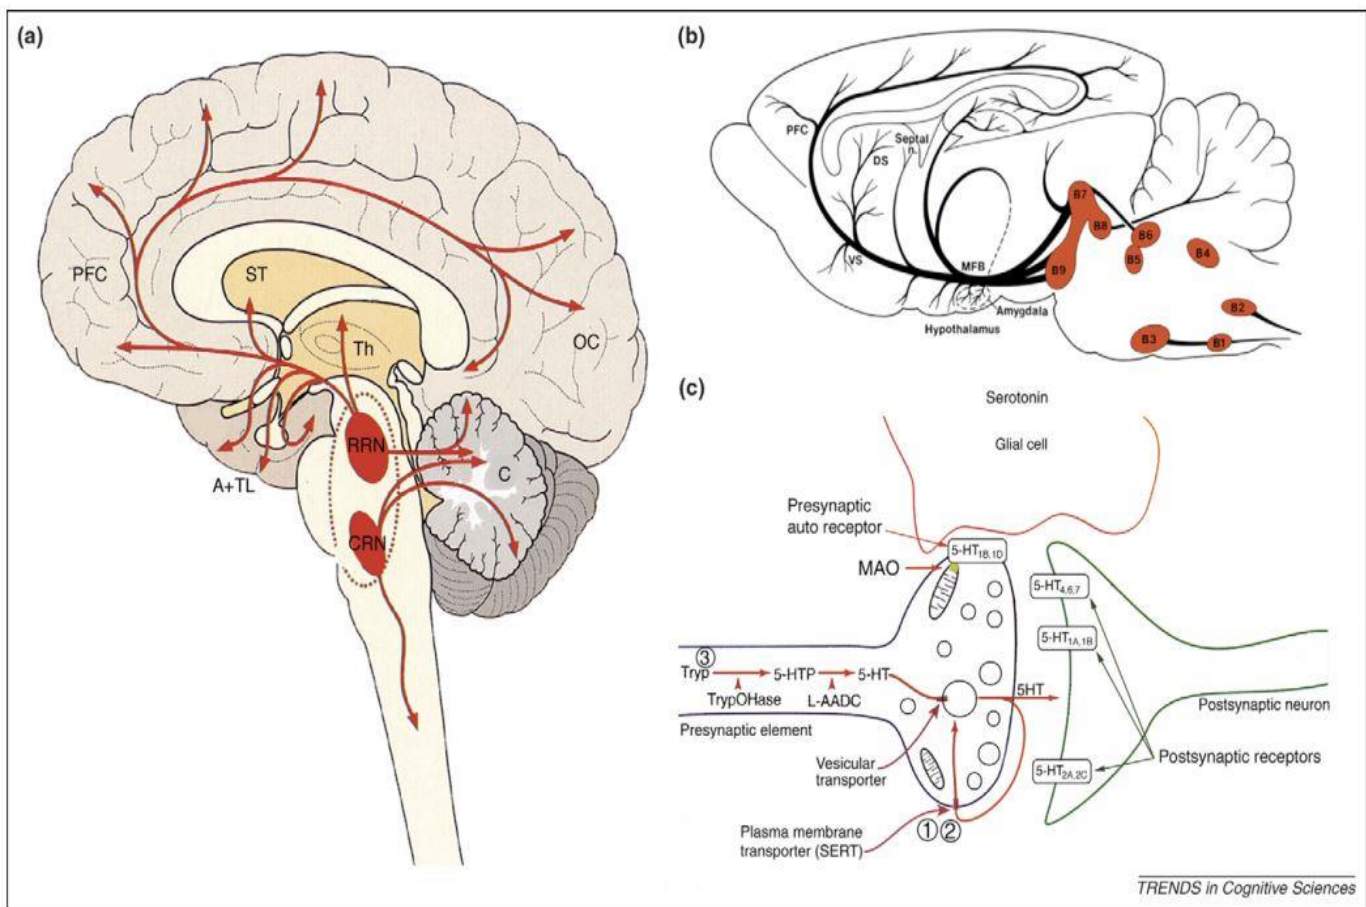 (a)
PFC
ST
Th
OC
RRN
A+TL
C
CRN
(b)
PFC
DS
Septal
n.
VS
MFB
Amygdala
Hypothalamus
B7
B8
B6
B5
B9
B4
B2
B3
B1
(c)
Serotonin
Glial cell
Presynaptic
auto receptor
5-HT1B,1D
MAO
5-HT4,6,7
5-HT1A,1B
③
Tryp
5-HTP
5-HT
5HT
TrypOHase
L-AADC
Presynaptic element
Postsynaptic neuron
Vesicular
transporter
Postsynaptic receptors
5-HT2A,2C
Plasma membrane
transporter (SERT)
① ②
TRENDS in Cognitive Sciences